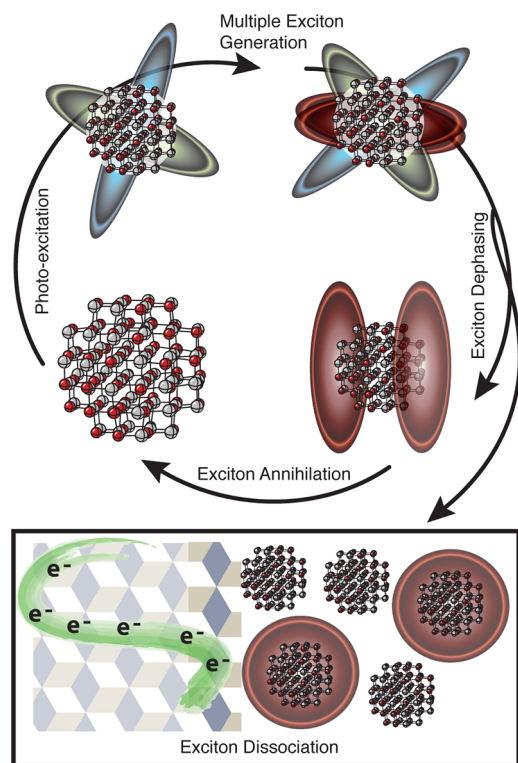 Multiple Exciton
Generation
Photo-excitation
Exciton Dephasing
Exciton Annihilation
e-
e-
e-
e-
e-
e-
Exciton Dissociation